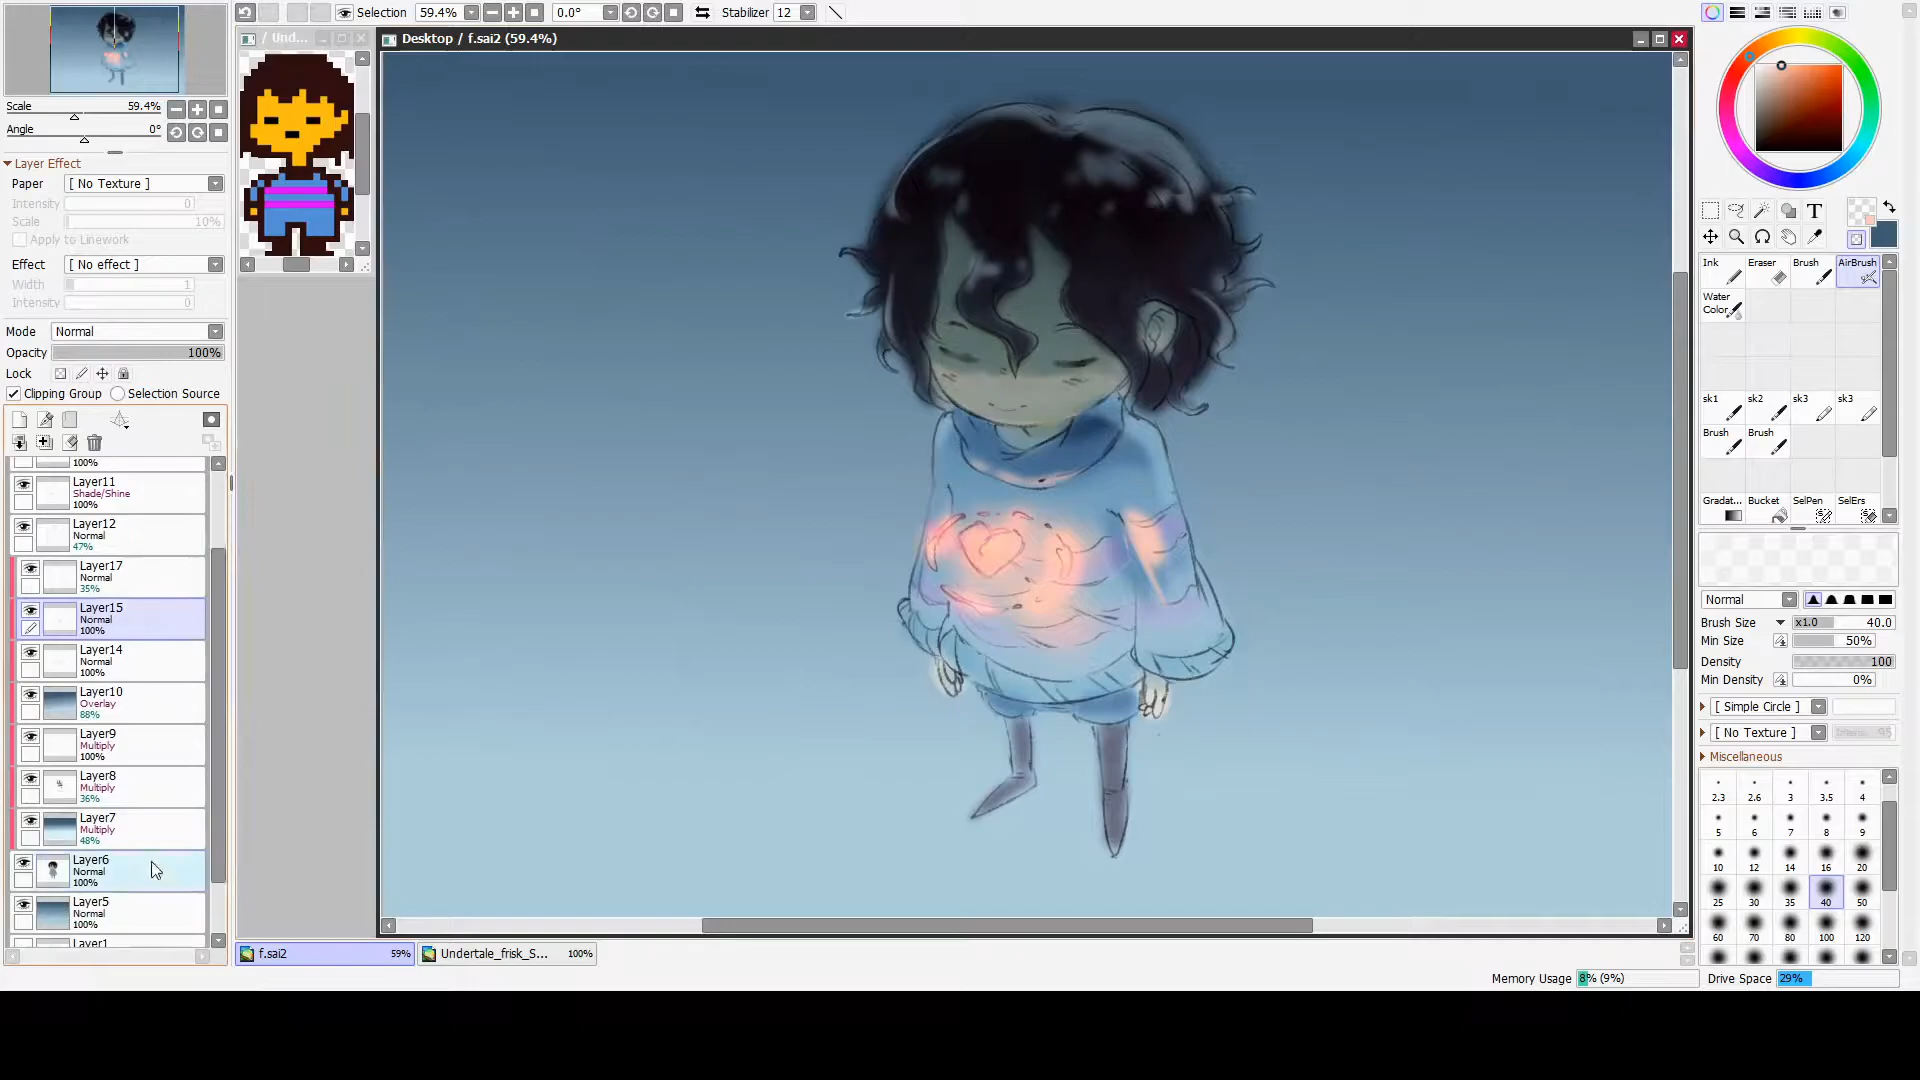 Selection 59.4% 0.0° Stabilizer 12
/ Und...
Desktop / f.sai2 (59.4%)
Scale 59.4%
Angle 0°
Layer Effect
Paper [ No Texture ]
Intensity 0
Scale 10%
Apply to Linework
Effect [ No effect ]
Width 1
Intensity 0
Mode Normal
Opacity 100%
Lock
Clipping Group Selection Source
100%
Layer11
Shade/Shine
100%
Layer12
Normal
47%
Layer17
Normal
35%
Layer15
Normal
100%
Layer14
Normal
100%
Layer10
Overlay
88%
Layer9
Multiply
100%
Layer8
Multiply
36%
Layer7
Multiply
48%
Layer6
Normal
100%
Layer5
Normal
100%
Layer1
f.sai2 59%
Undertale_frisk_S... 100%
T
Ink Eraser Brush AirBrush
Water
Color
sk1 sk2 sk3 sk3
Brush Brush
Gradat... Bucket SelPen SelErs
Normal
Brush Size x1.0 40.0
Min Size 50%
Density 100
Min Density 0%
[ Simple Circle ]
[ No Texture ] 95
Miscellaneous
2.3 2.6 3 3.5 4
5 6 7 8 9
10 12 14 16 20
25 30 35 40 50
60 70 80 100 120
Memory Usage 8% (9%) Drive Space 29%